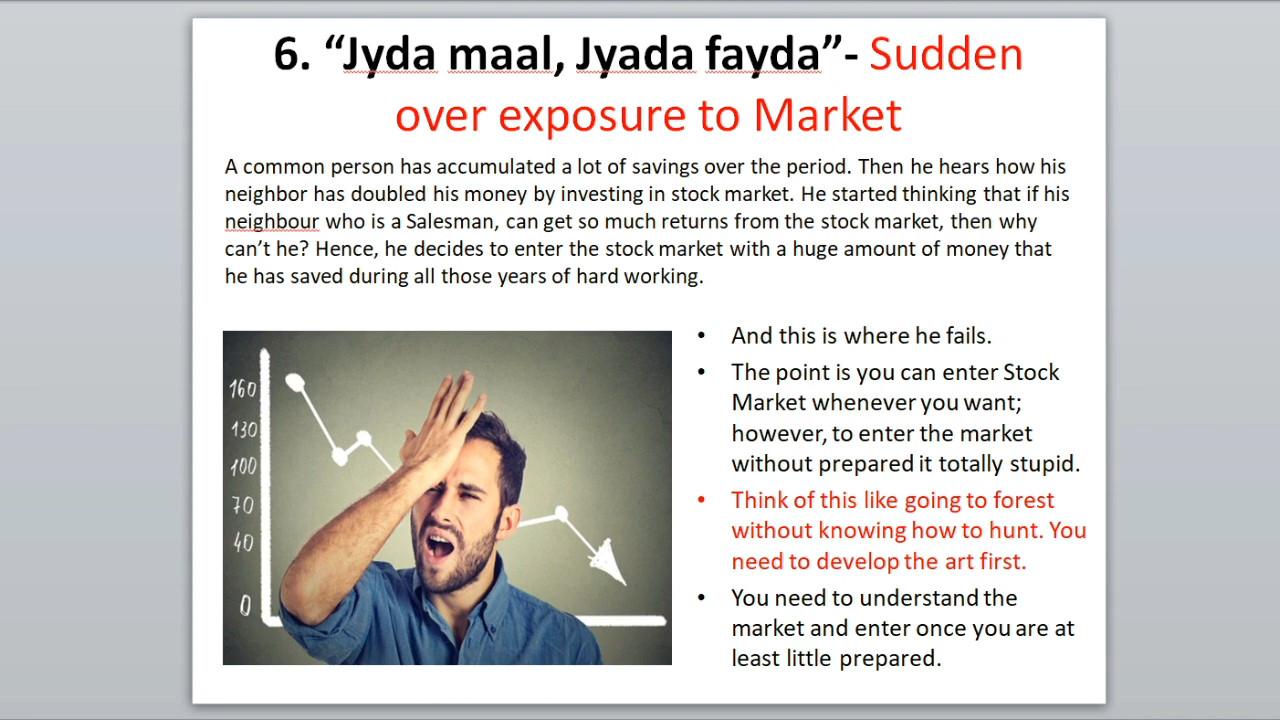 6. “Jyda maal, Jyada fayda”- Sudden
over exposure to Market
A common person has accumulated a lot of savings over the period. Then he hears how his
neighbor has doubled his money by investing in stock market. He started thinking that if his
neighbour who is a Salesman, can get so much returns from the stock market, then why
can’t he? Hence, he decides to enter the stock market with a huge amount of money that
he has saved during all those years of hard working.
160
130
100
70
40
0
• And this is where he fails.
• The point is you can enter Stock
Market whenever you want;
however, to enter the market
without prepared it totally stupid.
• Think of this like going to forest
without knowing how to hunt. You
need to develop the art first.
• You need to understand the
market and enter once you are at
least little prepared.